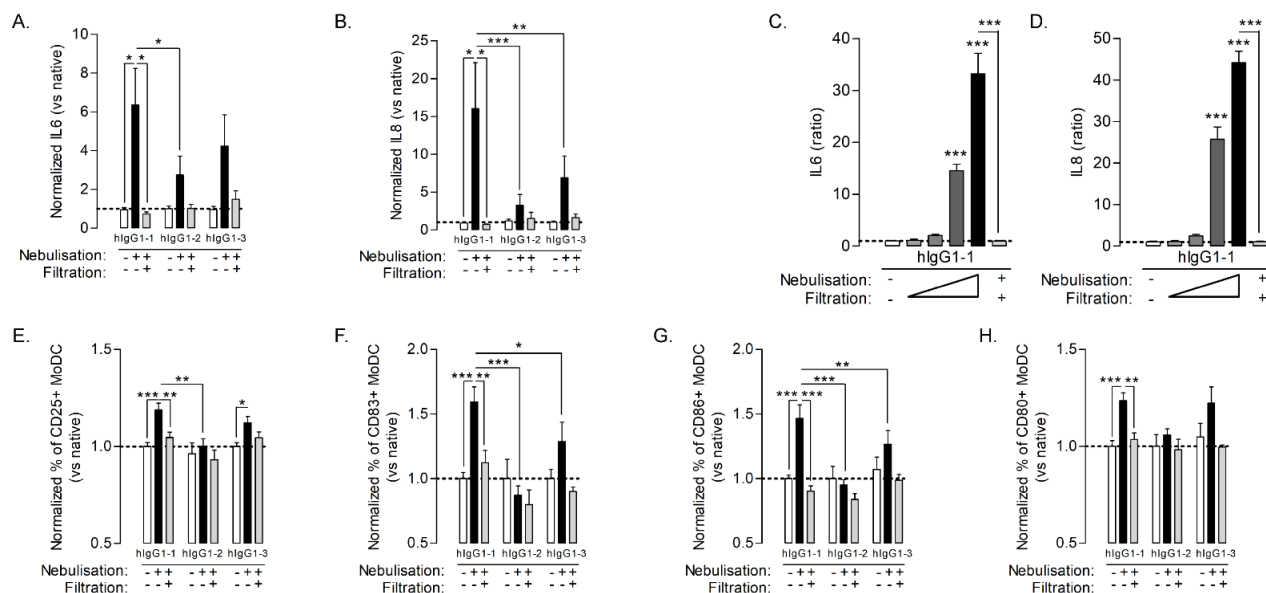 A.
Normalized IL6 (vs native)
10
8
6
4
2
0
* *
*
hIgG1-1 hIgG1-2 hIgG1-3
Nebulisation: - + + - + + - + +
Filtration: - - + - - + - - +
B.
Normalized IL8 (vs native)
25
20
15
10
5
0
* *
***
**
hIgG1-1 hIgG1-2 hIgG1-3
Nebulisation: - + + - + + - + +
Filtration: - - + - - + - - +
C.
IL6 (ratio)
40
30
20
10
0
***
***
***
hIgG1-1
Nebulisation: - +
Filtration: - +
D.
IL8 (ratio)
50
40
30
20
10
0
***
***
***
hIgG1-1
Nebulisation: - +
Filtration: - +
E.
Normalized % of CD25+ MoDC
(vs native)
1.5
1.0
0.5
*** **
**
*
hIgG1-1 hIgG1-2 hIgG1-3
Nebulisation: - + + - + + - + +
Filtration: - - + - - + - - +
F.
Normalized % of CD83+ MoDC
(vs native)
2.0
1.5
1.0
0.5
*** **
***
*
hIgG1-1 hIgG1-2 hIgG1-3
Nebulisation: - + + - + + - + +
Filtration: - - + - - + - - +
G.
Normalized % of CD86+ MoDC
(vs native)
2.0
1.5
1.0
0.5
*** ***
***
**
hIgG1-1 hIgG1-2 hIgG1-3
Nebulisation: - + + - + + - + +
Filtration: - - + - - + - - +
H.
Normalized % of CD80+ MoDC
(vs native)
1.5
1.0
0.5
*** **
hIgG1-1 hIgG1-2 hIgG1-3
Nebulisation: - + + - + + - + +
Filtration: - - + - - + - - +